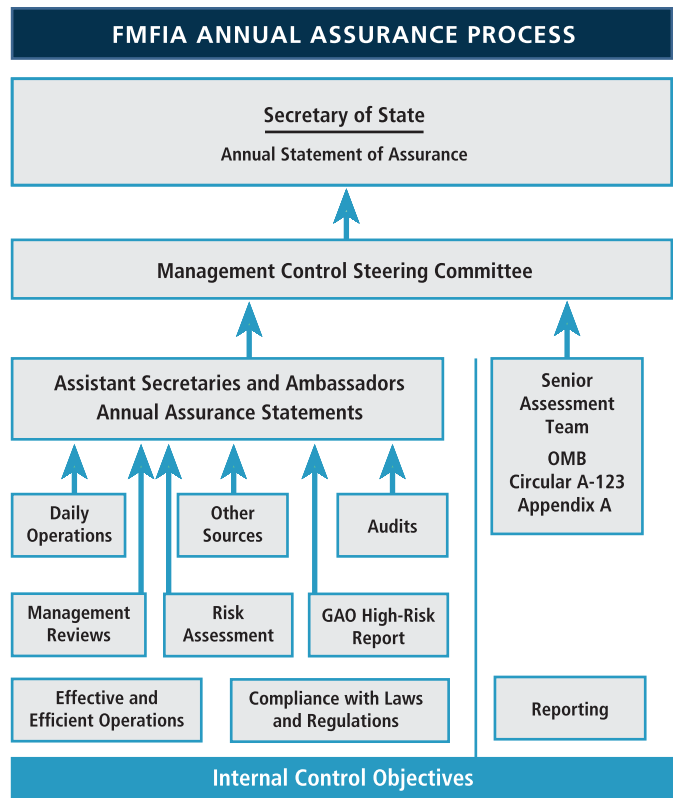 FMFIA ANNUAL ASSURANCE PROCESS
Secretary of State
Annual Statement of Assurance
Management Control Steering Committee
Assistant Secretaries and Ambassadors
Annual Assurance Statements
Senior
Assessment
Team
OMB
Circular A-123
Appendix A
Daily
Operations
Other
Sources
Audits
Management
Reviews
Risk
Assessment
GAO High-Risk
Report
Effective and
Efficient Operations
Compliance with Laws
and Regulations
Reporting
Internal Control Objectives